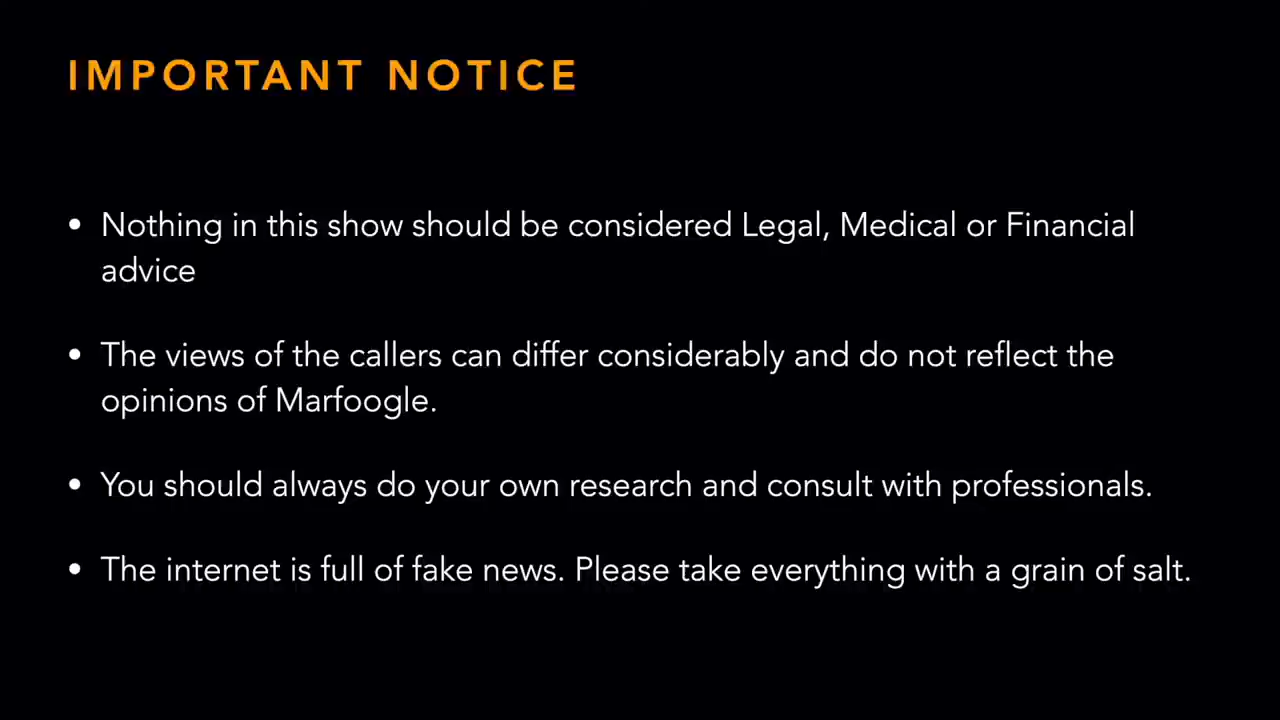 IMPORTANT NOTICE
• Nothing in this show should be considered Legal, Medical or Financial
advice
• The views of the callers can differ considerably and do not reflect the
opinions of Marfoogle.
• You should always do your own research and consult with professionals.
• The internet is full of fake news. Please take everything with a grain of salt.